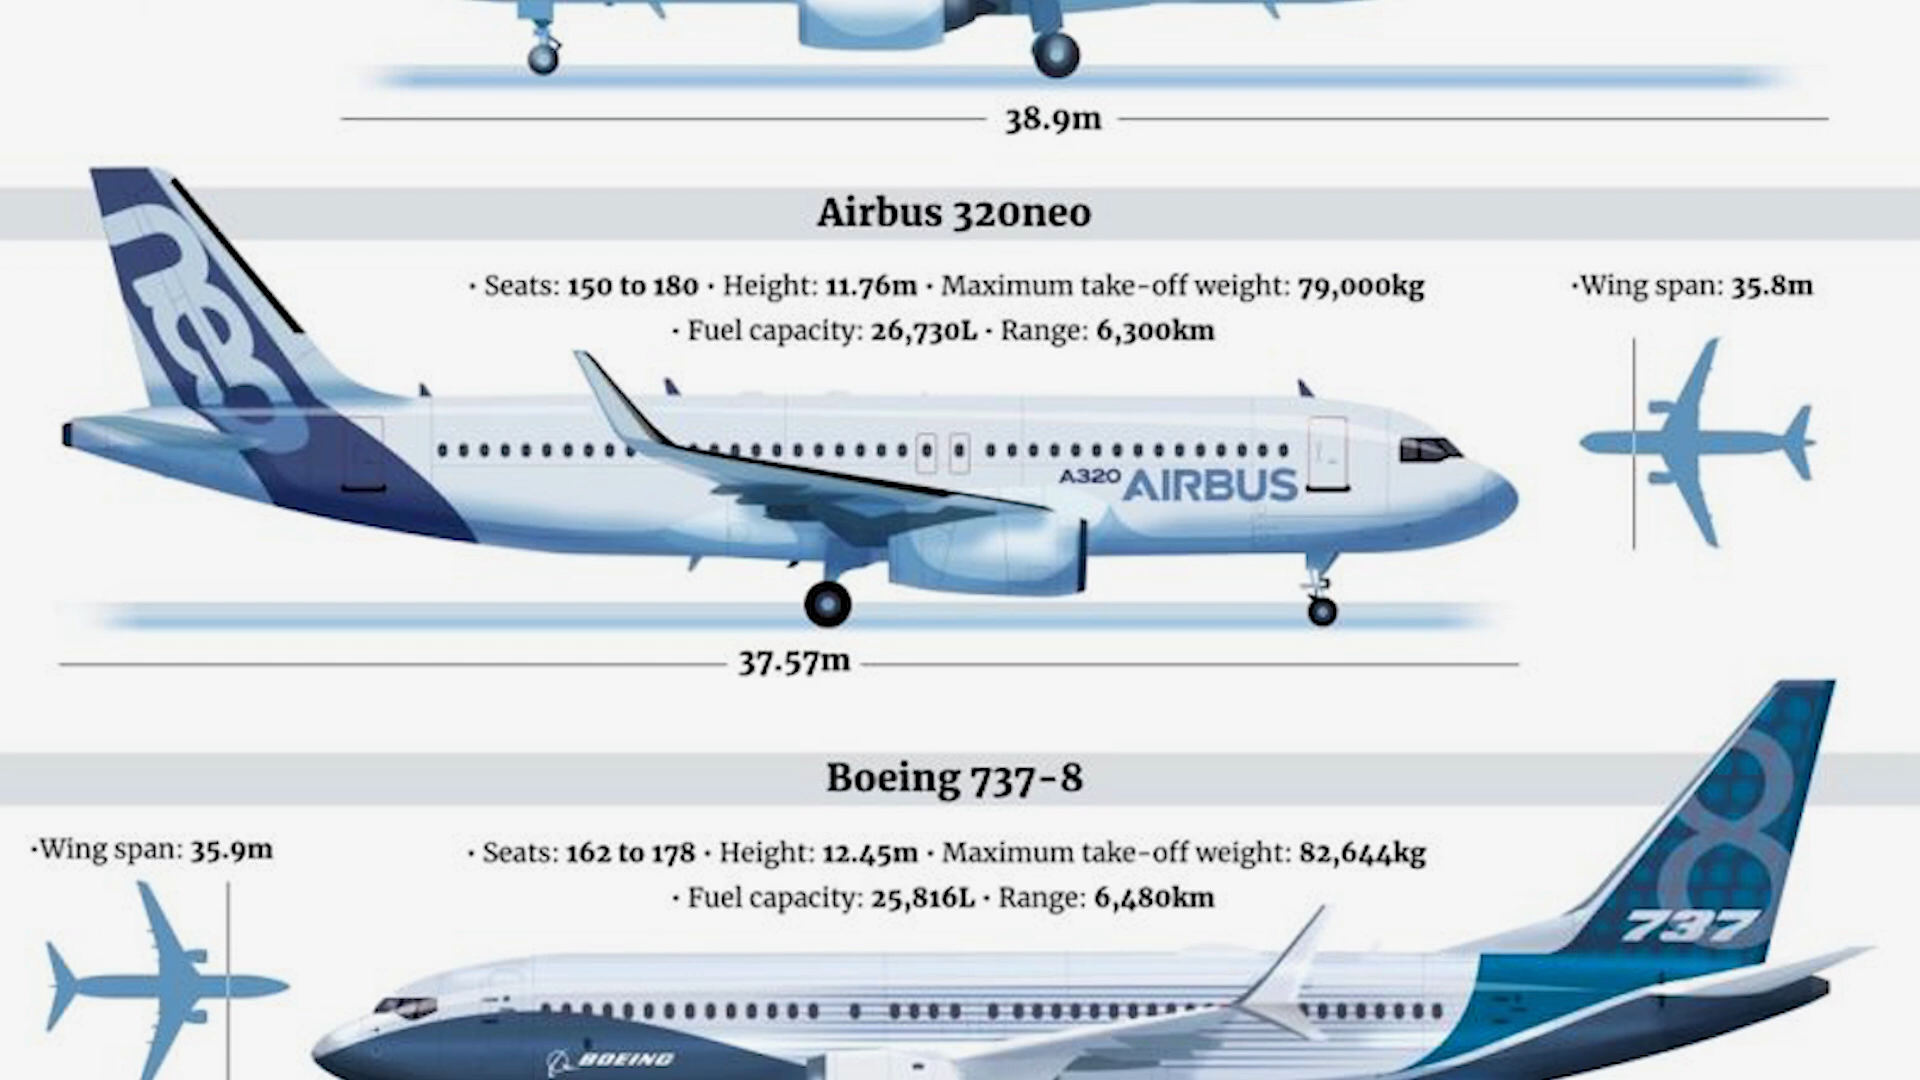 38.9m
Airbus 320neo
• Seats: 150 to 180 • Height: 11.76m • Maximum take-off weight: 79,000kg
• Fuel capacity: 26,730L • Range: 6,300km
•Wing span: 35.8m
neo
A320 AIRBUS
37.57m
Boeing 737-8
•Wing span: 35.9m
• Seats: 162 to 178 • Height: 12.45m • Maximum take-off weight: 82,644kg
• Fuel capacity: 25,816L • Range: 6,480km
8
737
BOEING